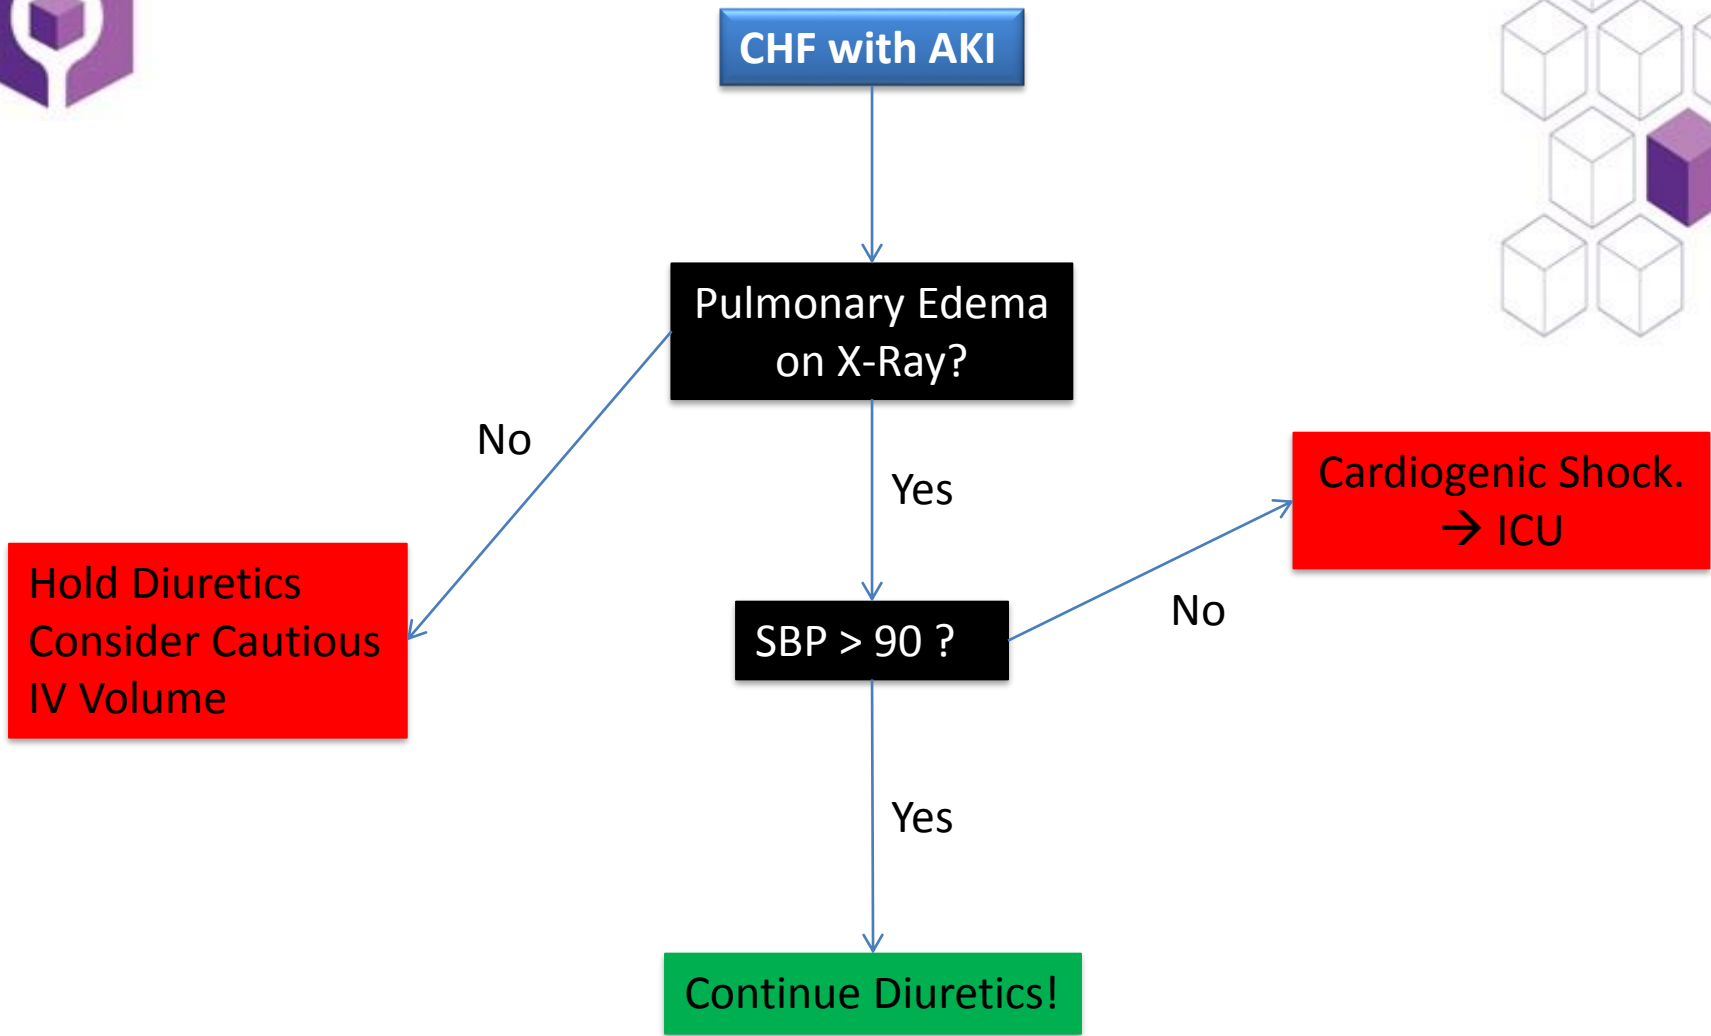 CHF with AKI
Pulmonary Edema
on X-Ray?
No
Yes
Cardiogenic Shock.
→ ICU
Hold Diuretics
Consider Cautious
IV Volume
SBP > 90 ?
No
Yes
Continue Diuretics!